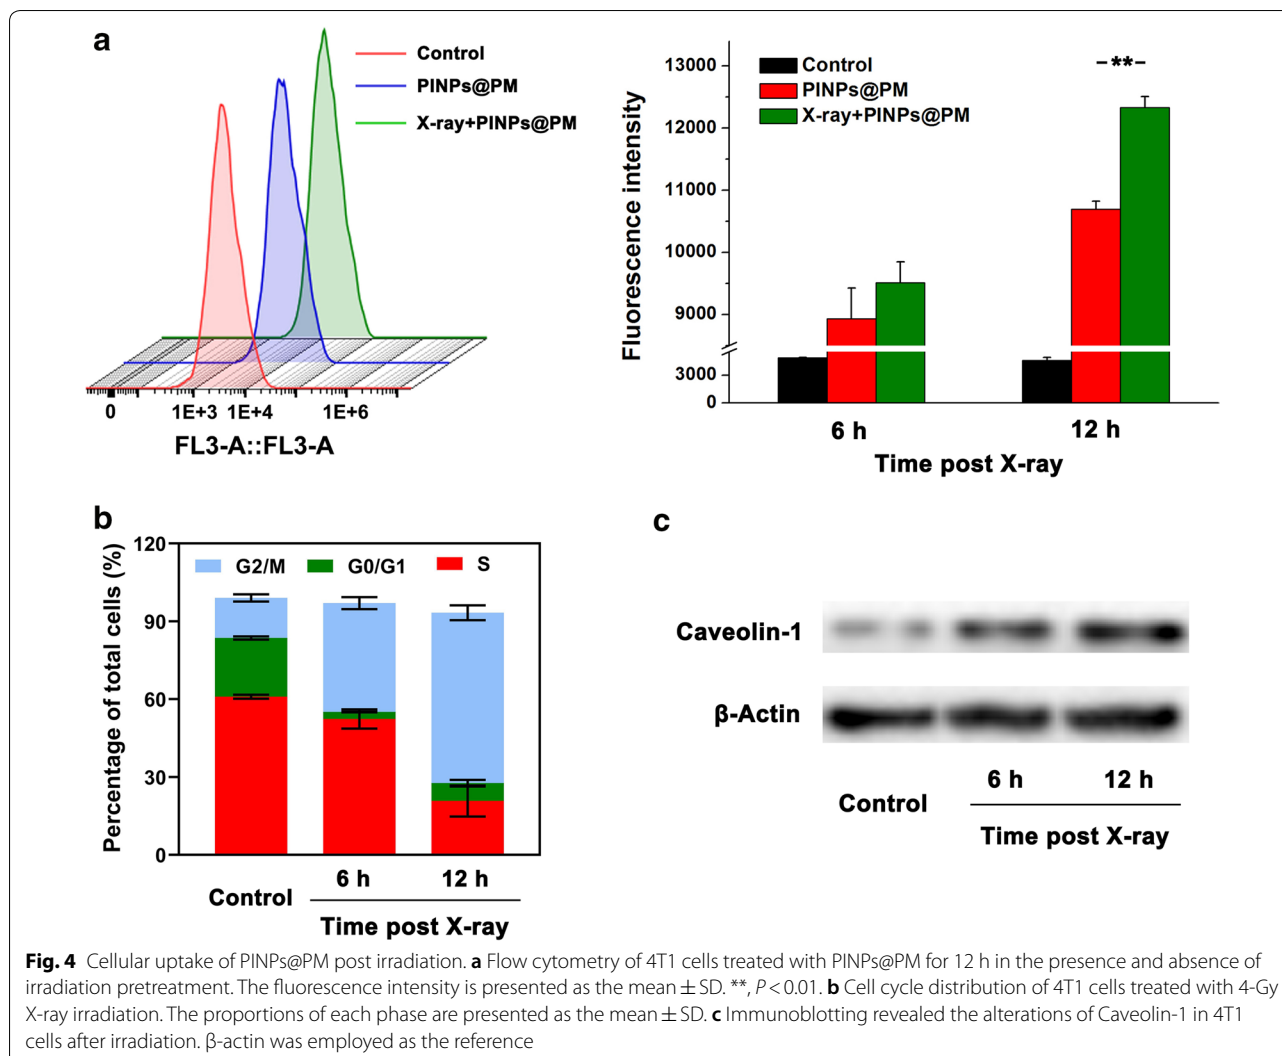 a
Control
PINPs@PM
X-ray+PINPs@PM
0 1E+3 1E+4 1E+6
FL3-A::FL3-A
Fluorescence intensity
13000
12000
11000
10000
9000
3000
0
Control
PINPs@PM
X-ray+PINPs@PM
**
6 h 12 h
Time post X-ray
b
Percentage of total cells (%)
120
90
60
30
0
G2/M G0/G1 S
Control 6 h 12 h
Time post X-ray
c
Caveolin-1
β-Actin
Control 6 h 12 h
Time post X-ray
Fig. 4 Cellular uptake of PINPs@PM post irradiation. a Flow cytometry of 4T1 cells treated with PINPs@PM for 12 h in the presence and absence of
irradiation pretreatment. The fluorescence intensity is presented as the mean ± SD. **, P < 0.01. b Cell cycle distribution of 4T1 cells treated with 4-Gy
X-ray irradiation. The proportions of each phase are presented as the mean ± SD. c Immunoblotting revealed the alterations of Caveolin-1 in 4T1
cells after irradiation. β-actin was employed as the reference